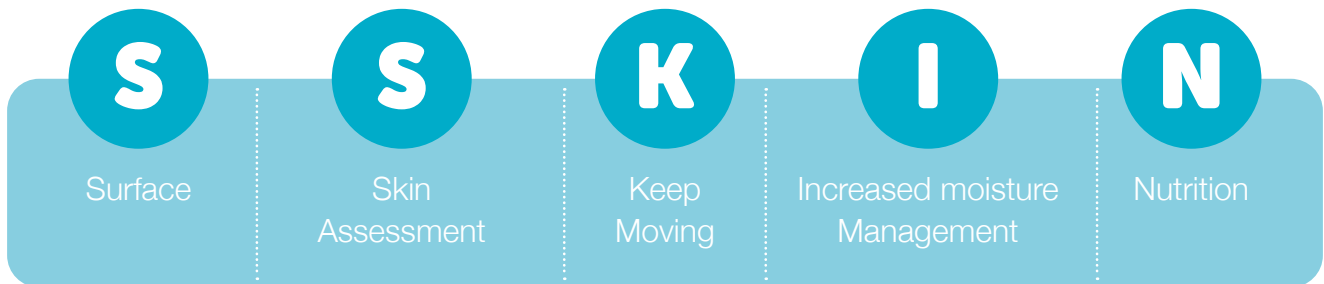 S S K I N
Surface
Skin
Assessment
Keep
Moving
Increased moisture
Management
Nutrition